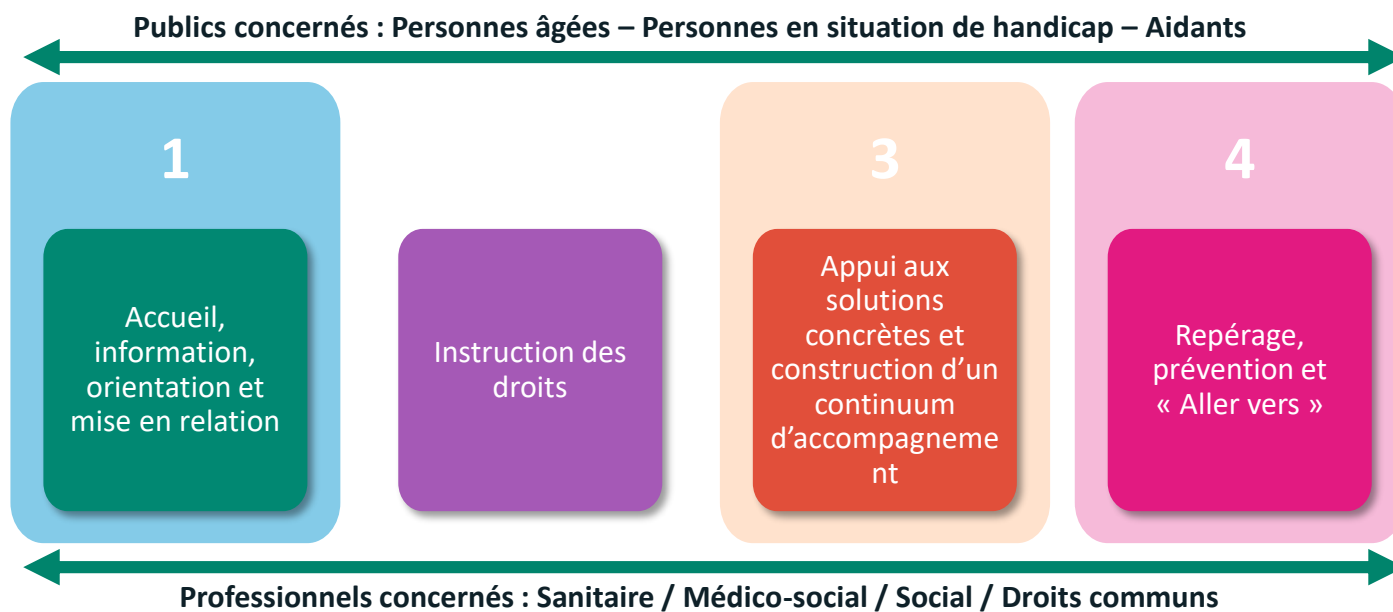 Publics concernés : Personnes âgées – Personnes en situation de handicap – Aidants
1
Accueil,
information,
orientation et
mise en relation
Instruction des
droits
3
Appui aux
solutions
concrètes et
construction d’un
continuum
d’accompagneme
nt
4
Repérage,
prévention et
« Aller vers »
Professionnels concernés : Sanitaire / Médico-social / Social / Droits communs